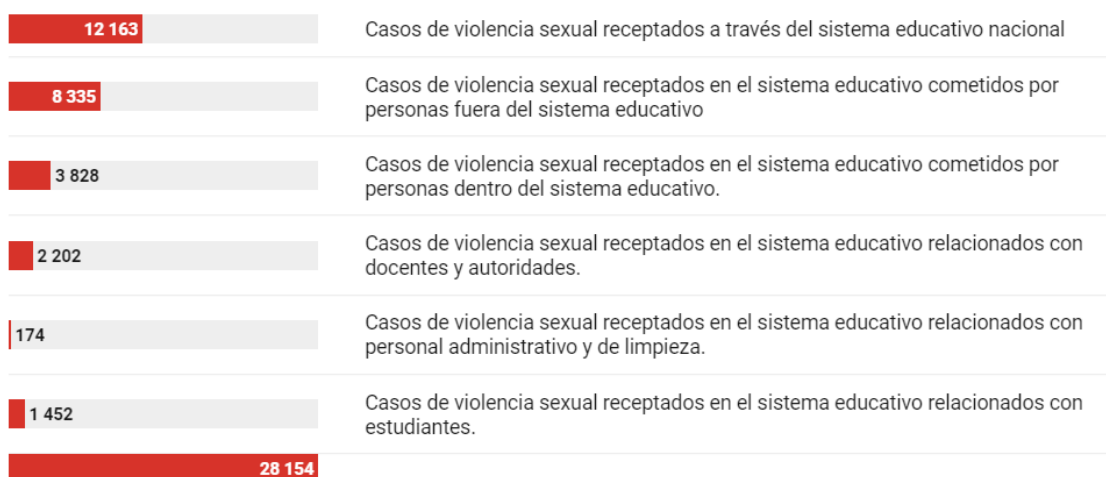 12 163
Casos de violencia sexual receptados a través del sistema educativo nacional
8 335
Casos de violencia sexual receptados en el sistema educativo cometidos por
personas fuera del sistema educativo
3 828
Casos de violencia sexual receptados en el sistema educativo cometidos por
personas dentro del sistema educativo.
2 202
Casos de violencia sexual receptados en el sistema educativo relacionados con
docentes y autoridades.
174
Casos de violencia sexual receptados en el sistema educativo relacionados con
personal administrativo y de limpieza.
1 452
Casos de violencia sexual receptados en el sistema educativo relacionados con
estudiantes.
28 154